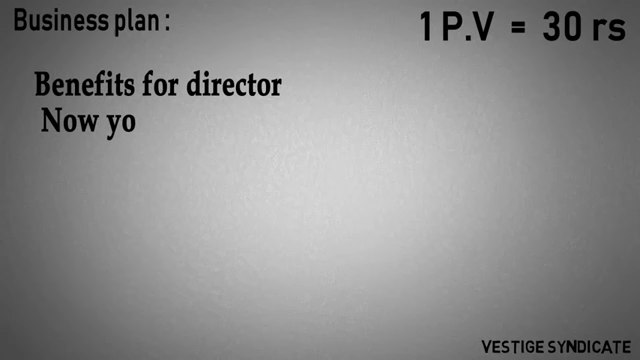 Business plan :
1 P.V = 30 rs
Benefits for director
Now yo
VESTIGE SYNDICATE